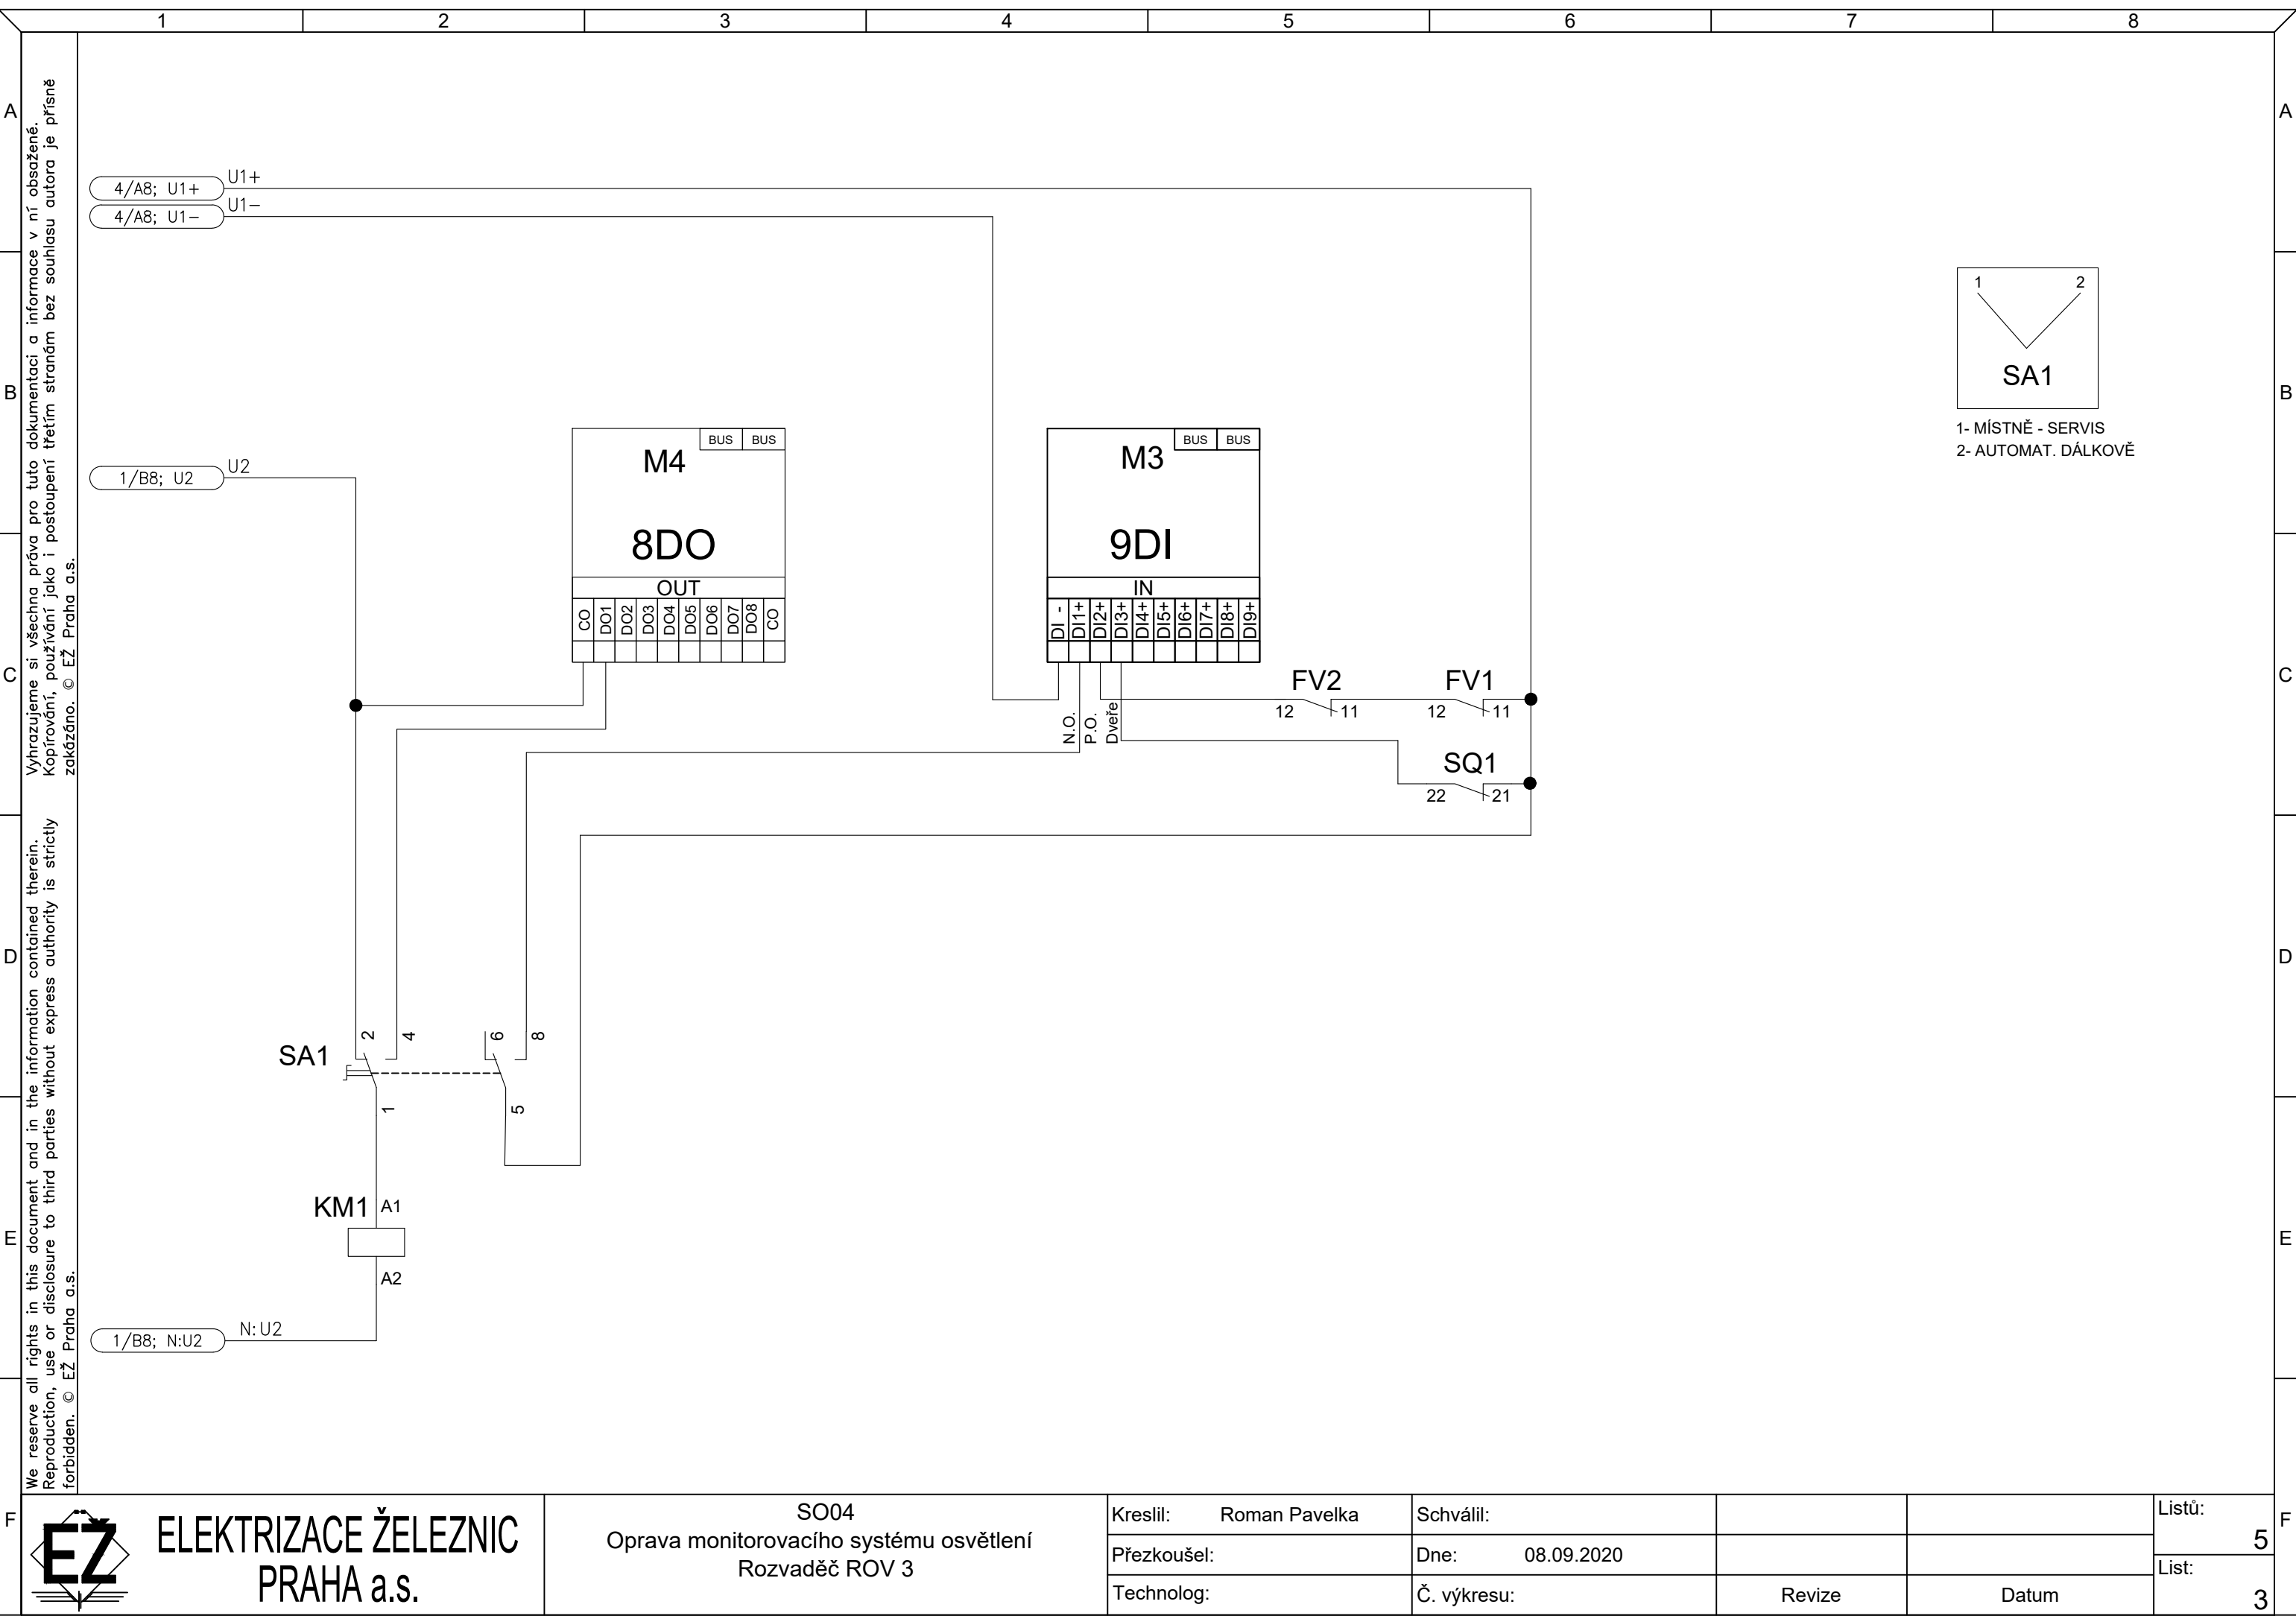 1 2 3 4 5 6 7 8
A A
B B
C C
D D
E E
F F
Vyhrazujeme si všechna práva pro tuto dokumentaci a informace v ní obsažené.
Kopírování, používání jako i postoupení třetím stranám bez souhlasu autora je přísně
zakázáno. © EŽ Praha a.s.
We reserve all rights in this document and in the information contained therein.
Reproduction, use or disclosure to third parties without express authority is strictly
forbidden. © EŽ Praha a.s.
4/A8; U1+ U1+
4/A8; U1− U1−
1/B8; U2 U2
M4
BUS BUS
8DO
OUT
CO DO1 DO2 DO3 DO4 DO5 DO6 DO7 DO8 CO
M3
BUS BUS
9DI
IN
DI - DI1+ DI2+ DI3+ DI4+ DI5+ DI6+ DI7+ DI8+ DI9+
N.O.
P.O.
Dveře
FV2
12 11
FV1
12 11
SQ1
22 21
1 2
SA1
1- MÍSTNĚ - SERVIS
2- AUTOMAT. DÁLKOVĚ
SA1
2 4 6 8
1 5
KM1 A1
A2
1/B8; N:U2 N:U2
EŽ
ELEKTRIZACE ŽELEZNIC
PRAHA a.s.
SO04
Oprava monitorovacího systému osvětlení
Rozvaděč ROV 3
Kreslil: Roman Pavelka
Přezkoušel:
Technolog:
Schválil:
Dne: 08.09.2020
Č. výkresu:
Revize
Datum
Listů:
5
List:
3